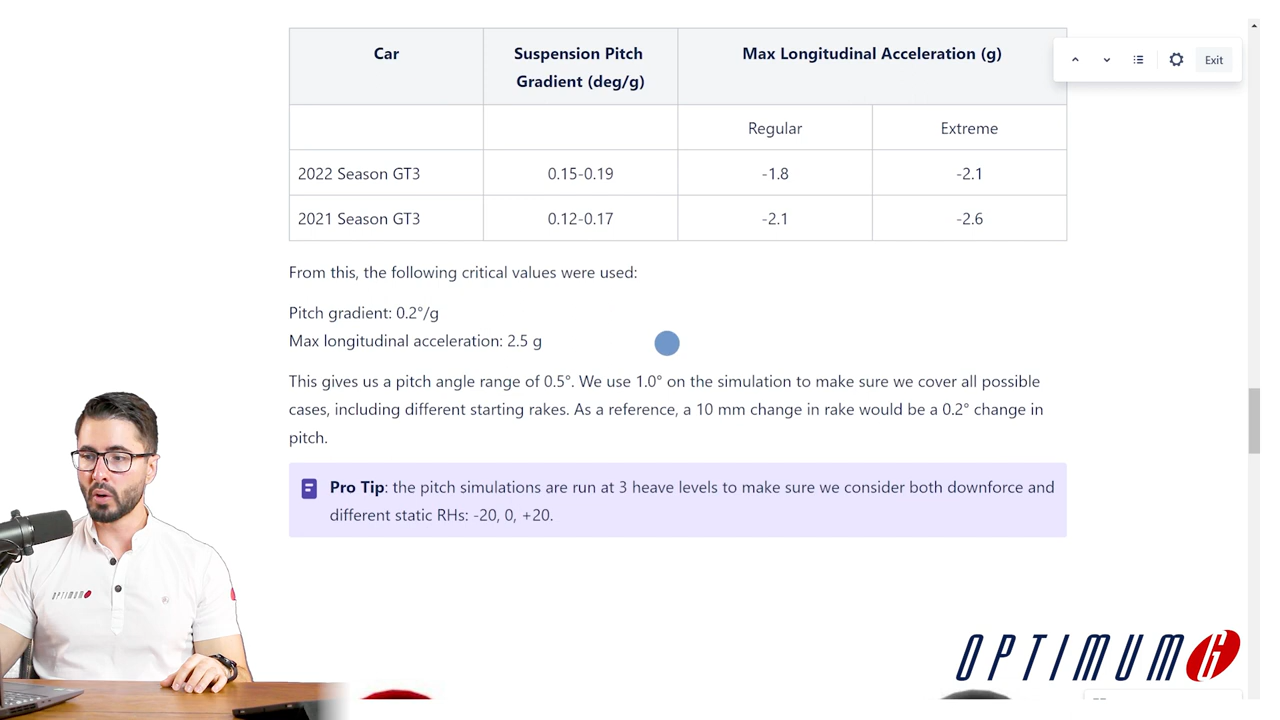 Car
Suspension Pitch
Gradient (deg/g)
Max Longitudinal Acceleration (g)
Exit
Regular
Extreme
2022 Season GT3
0.15-0.19
-1.8
-2.1
2021 Season GT3
0.12-0.17
-2.1
-2.6
From this, the following critical values were used:
Pitch gradient: 0.2°/g
Max longitudinal acceleration: 2.5 g
This gives us a pitch angle range of 0.5°. We use 1.0° on the simulation to make sure we cover all possible
cases, including different starting rakes. As a reference, a 10 mm change in rake would be a 0.2° change in
pitch.
Pro Tip: the pitch simulations are run at 3 heave levels to make sure we consider both downforce and
different static RHs: -20, 0, +20.
OPTIMUM G
OPTIMUM G